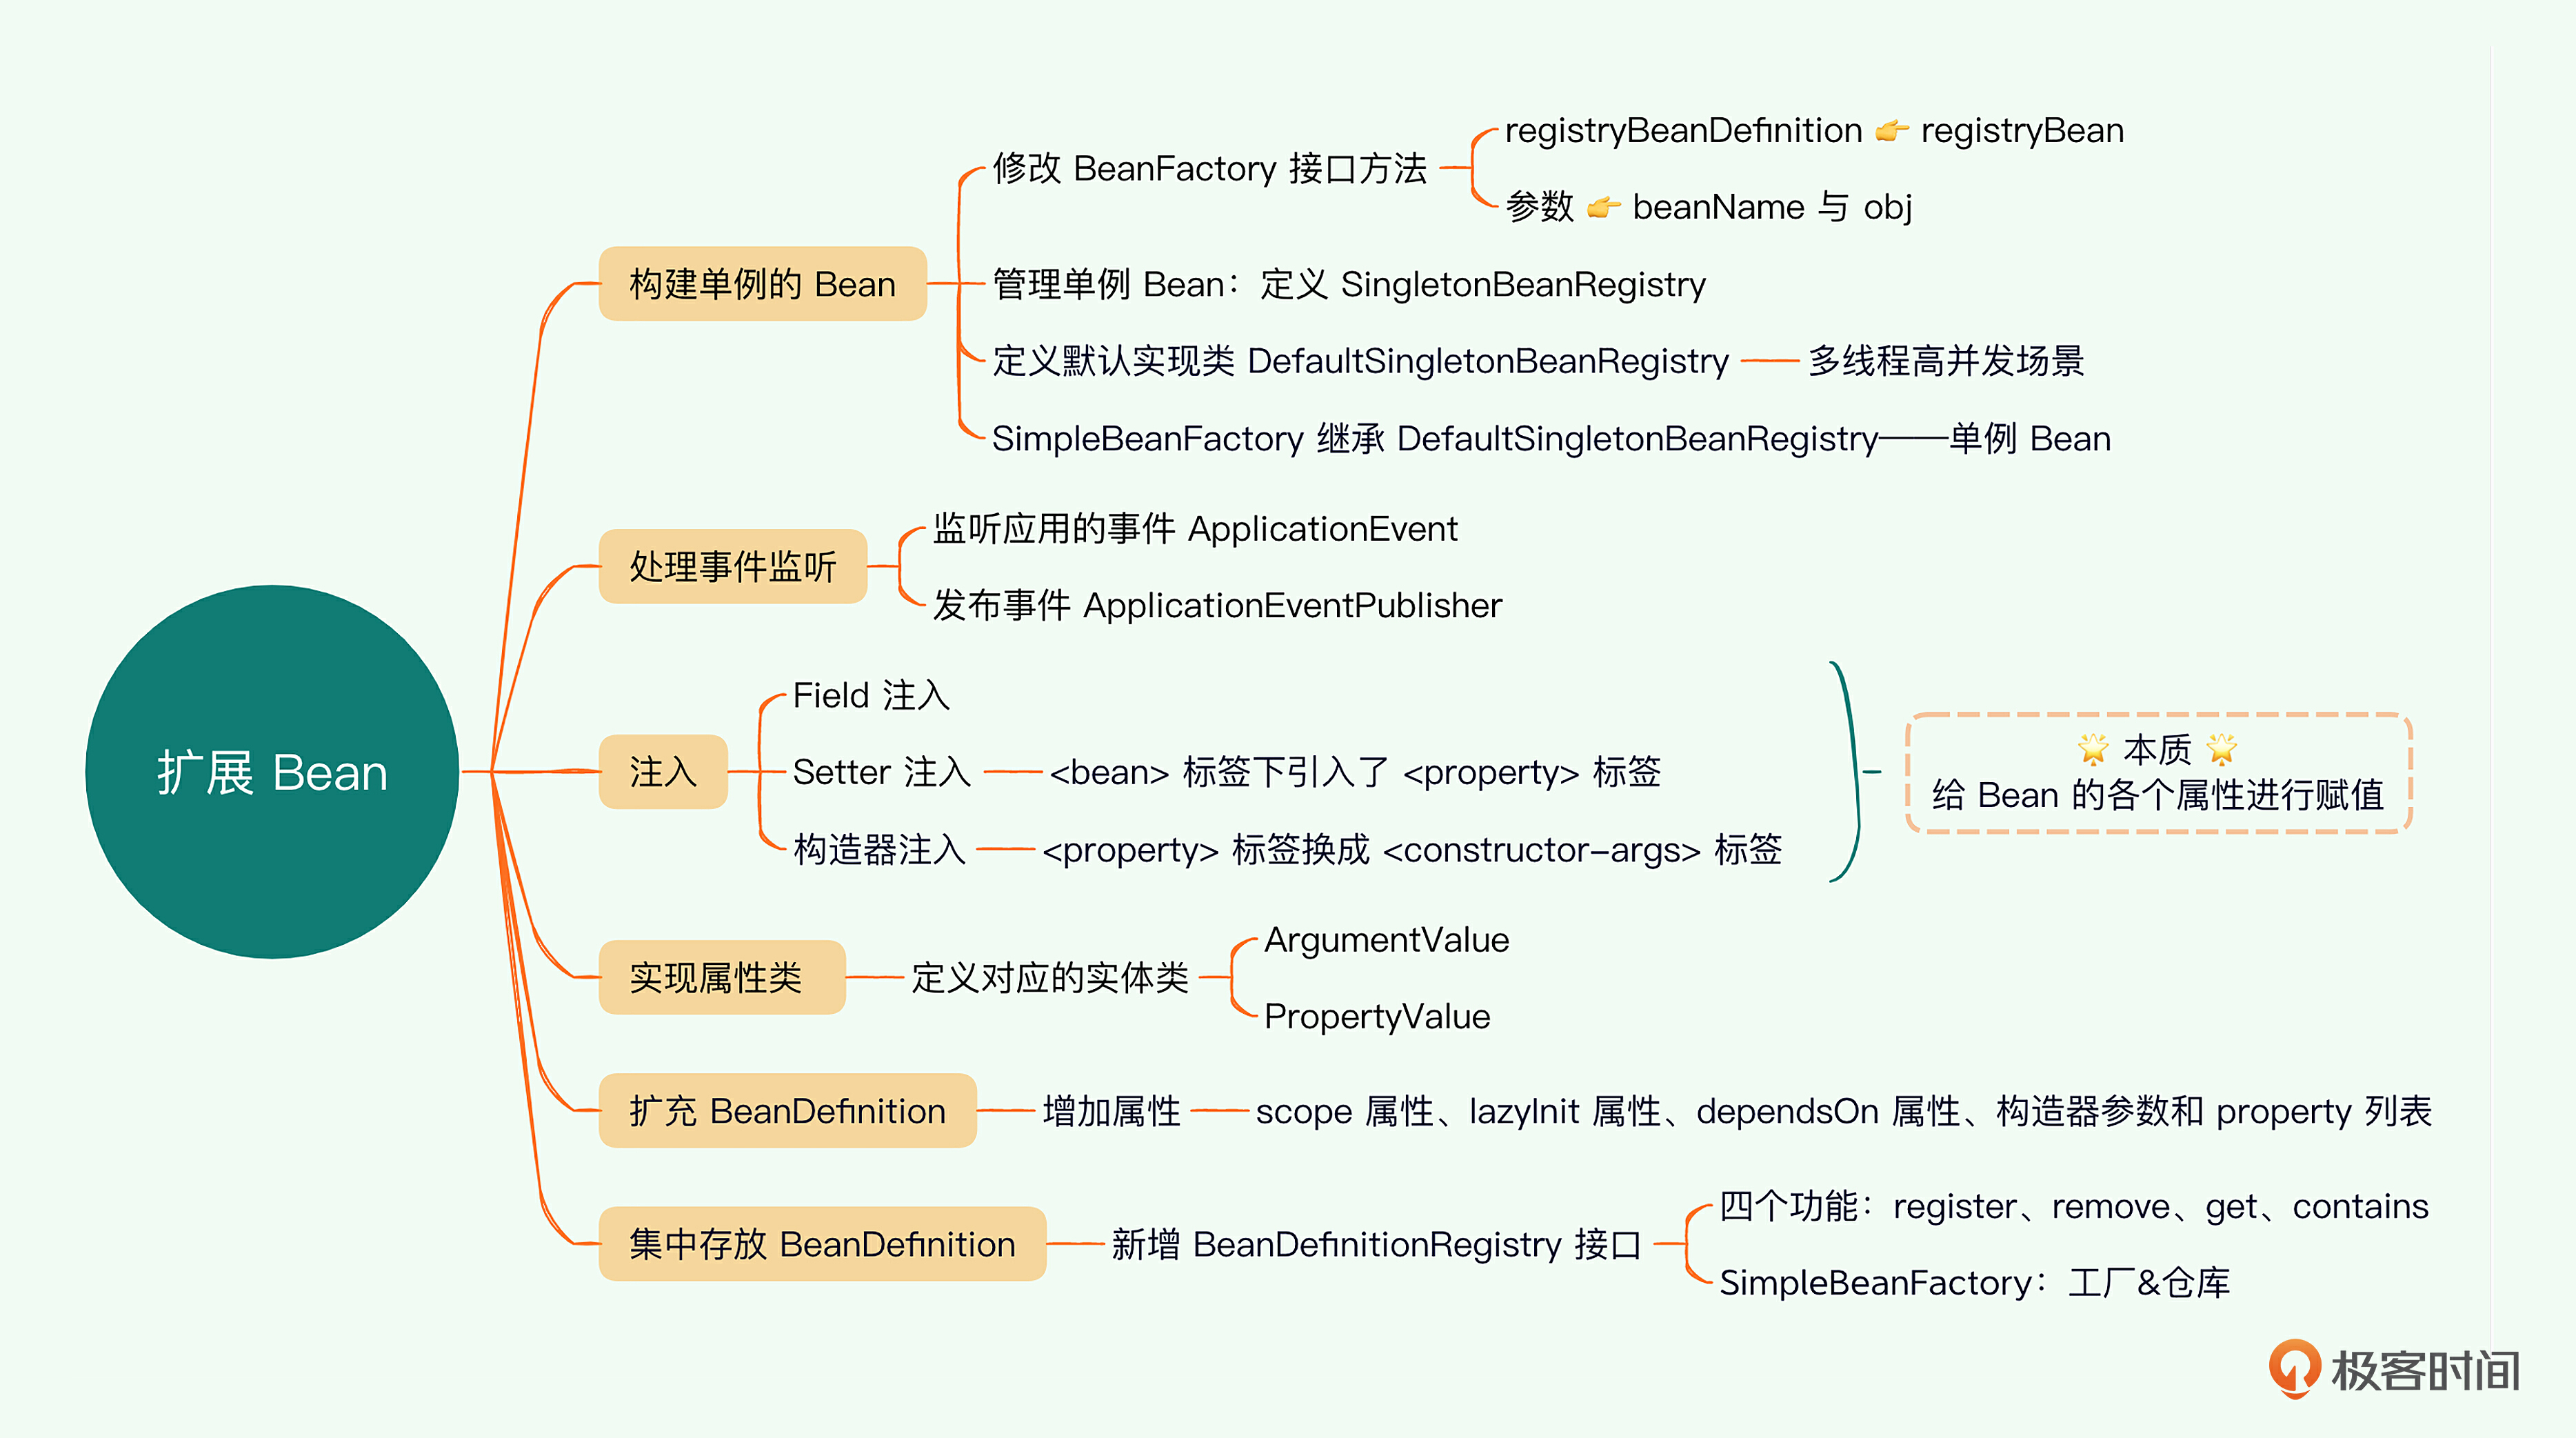 扩展 Bean
构建单例的 Bean
修改 BeanFactory 接口方法
registryBeanDefinition 👉 registryBean
参数 👉 beanName 与 obj
管理单例 Bean：定义 SingletonBeanRegistry
定义默认实现类 DefaultSingletonBeanRegistry
多线程高并发场景
SimpleBeanFactory 继承 DefaultSingletonBeanRegistry——单例 Bean
处理事件监听
监听应用的事件 ApplicationEvent
发布事件 ApplicationEventPublisher
注入
Field 注入
Setter 注入
<bean> 标签下引入了 <property> 标签
构造器注入
<property> 标签换成 <constructor-args> 标签
🌟 本质 🌟
给 Bean 的各个属性进行赋值
实现属性类
定义对应的实体类
ArgumentValue
PropertyValue
扩充 BeanDefinition
增加属性
scope 属性、lazyInit 属性、dependsOn 属性、构造器参数和 property 列表
集中存放 BeanDefinition
新增 BeanDefinitionRegistry 接口
四个功能：register、remove、get、contains
SimpleBeanFactory：工厂&仓库
极客时间